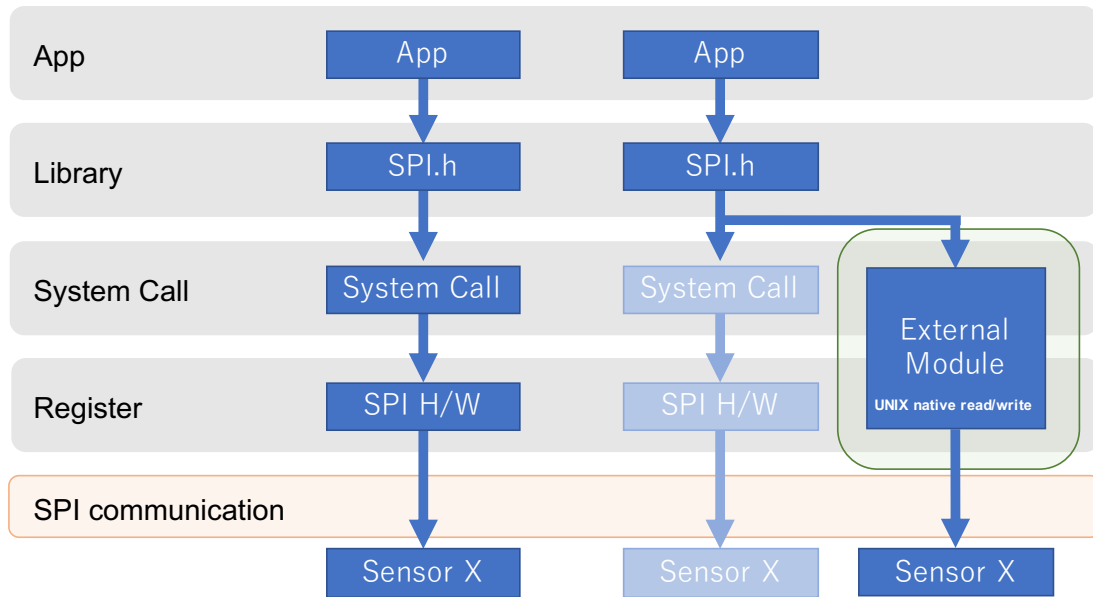 App
App
App
Library
SPI.h
SPI.h
System Call
System Call
System Call
External
Module
UNIX native read/write
Register
SPI H/W
SPI H/W
SPI communication
Sensor X
Sensor X
Sensor X